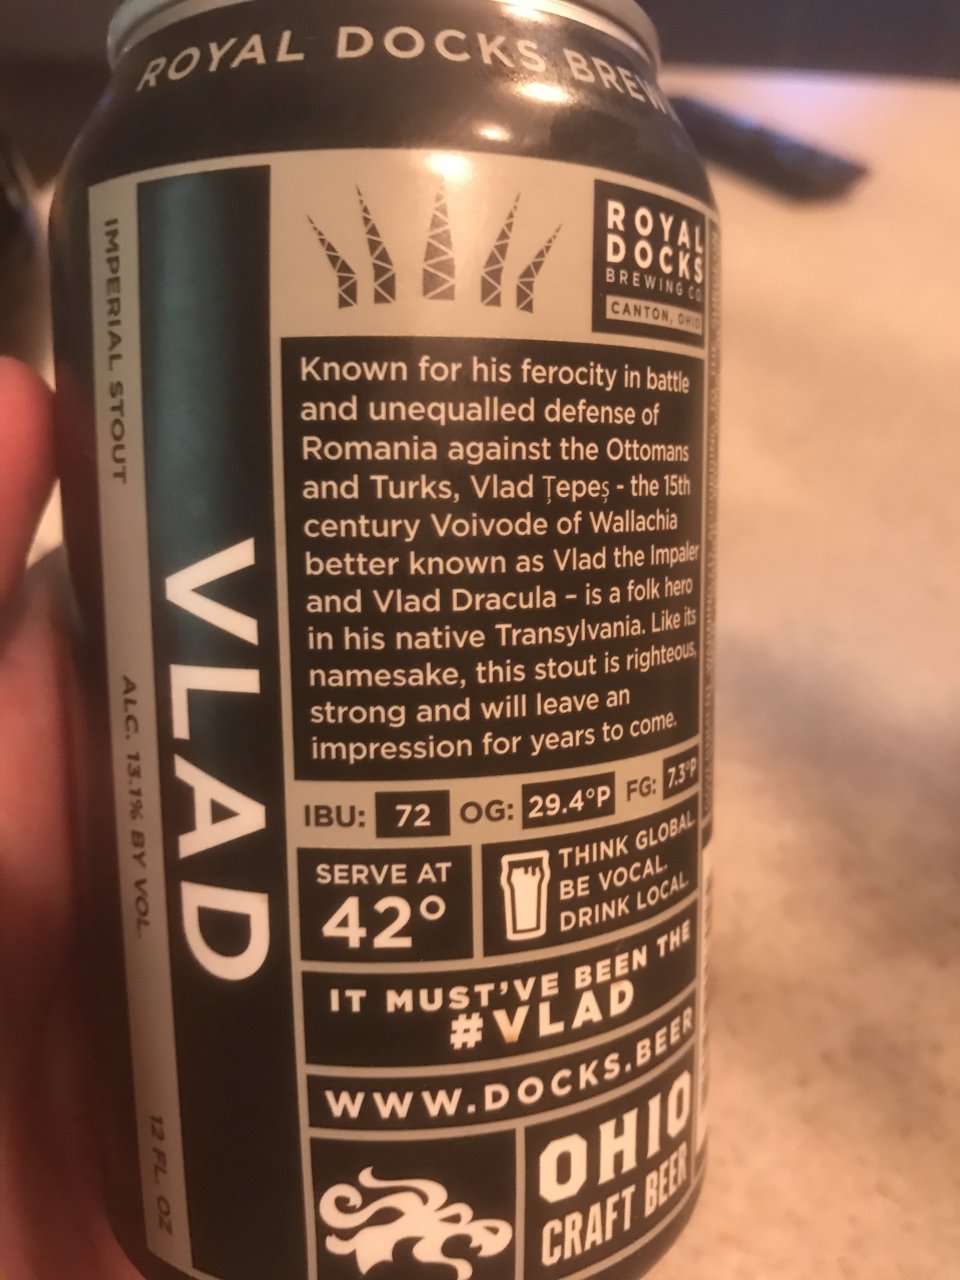 ROYAL DOCKS BREW
IMPERIAL STOUT
ALC. 13.1% BY VOL.
12 FL. OZ
VLAD
ROYAL
DOCKS
BREWING CO
CANTON, OHIO
Known for his ferocity in battle
and unequalled defense of
Romania against the Ottomans
and Turks, Vlad Țepeș - the 15th
century Voivode of Wallachia
better known as Vlad the Impaler
and Vlad Dracula – is a folk hero
in his native Transylvania. Like its
namesake, this stout is righteous,
strong and will leave an
impression for years to come.
IBU: 72 OG: 29.4°P FG: 7.3°P
SERVE AT
42°
THINK GLOBAL.
BE VOCAL.
DRINK LOCAL.
IT MUST'VE BEEN THE
#VLAD
WWW.DOCKS.BEER
OHIO
CRAFT BEER